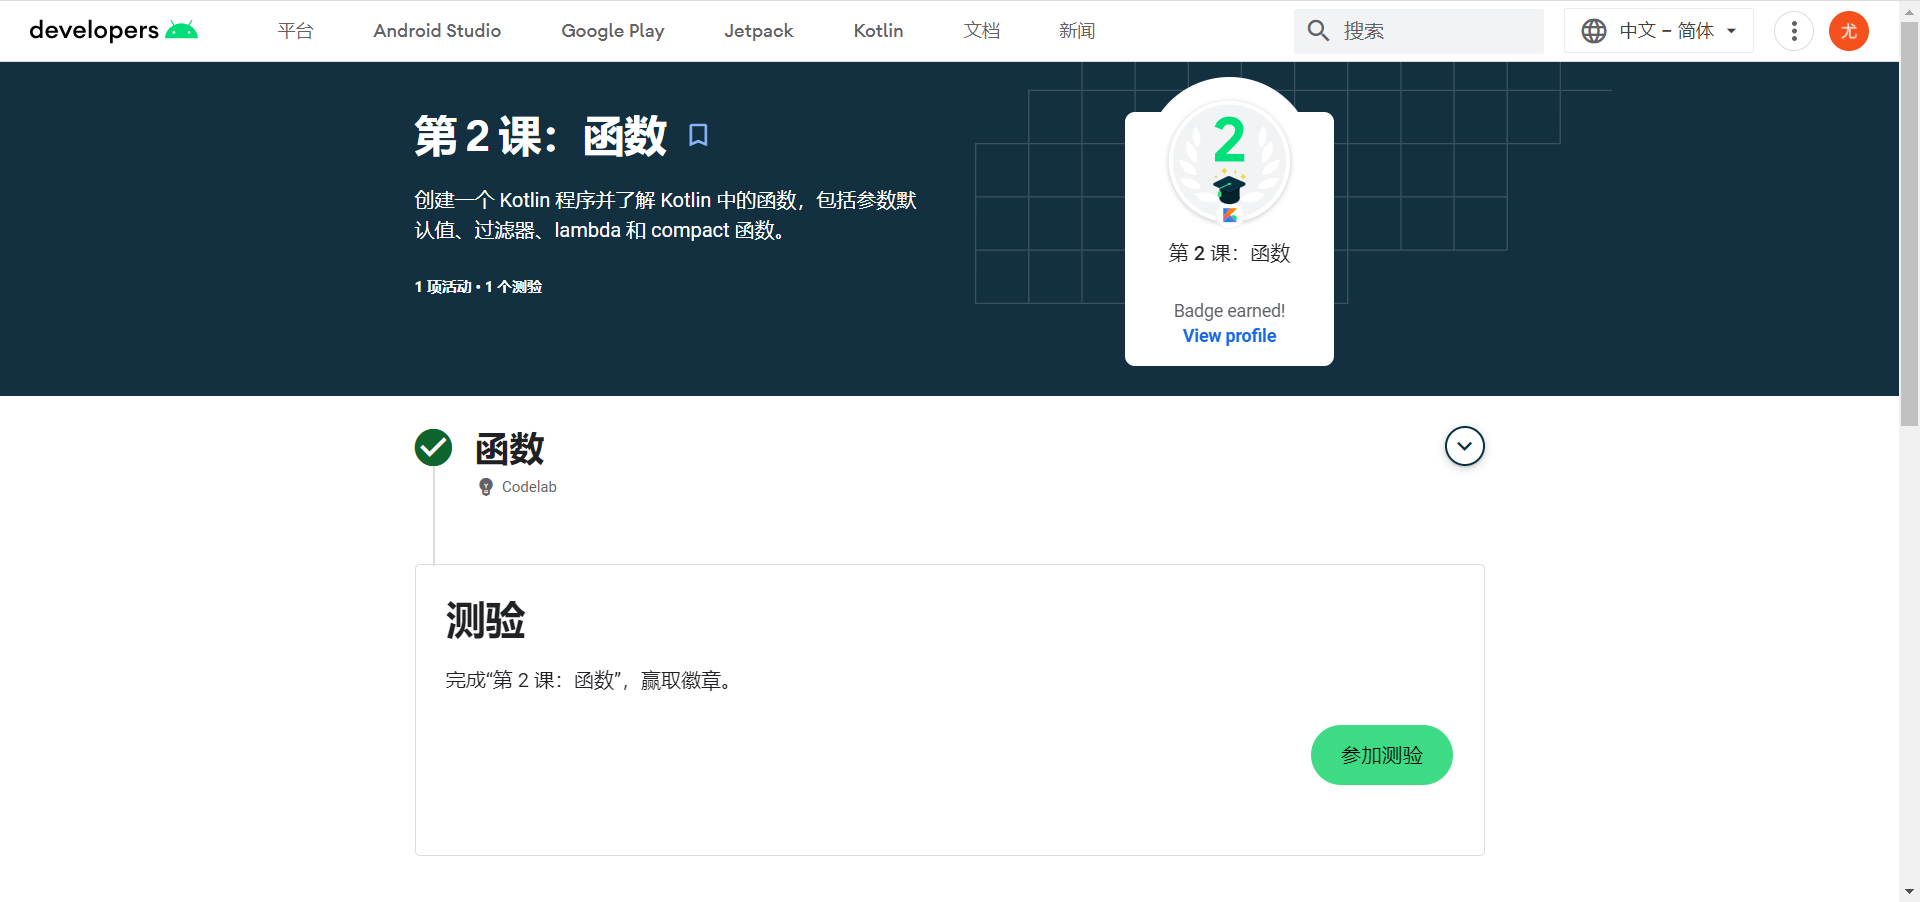 developers
平台
Android Studio
Google Play
Jetpack
Kotlin
文档
新闻
搜索
中文 – 简体
尤
第 2 课：函数
创建一个 Kotlin 程序并了解 Kotlin 中的函数，包括参数默
认值、过滤器、lambda 和 compact 函数。
1 项活动 • 1 个测验
2
第 2 课：函数
Badge earned!
View profile
函数
Codelab
测验
完成“第 2 课：函数”，赢取徽章。
参加测验